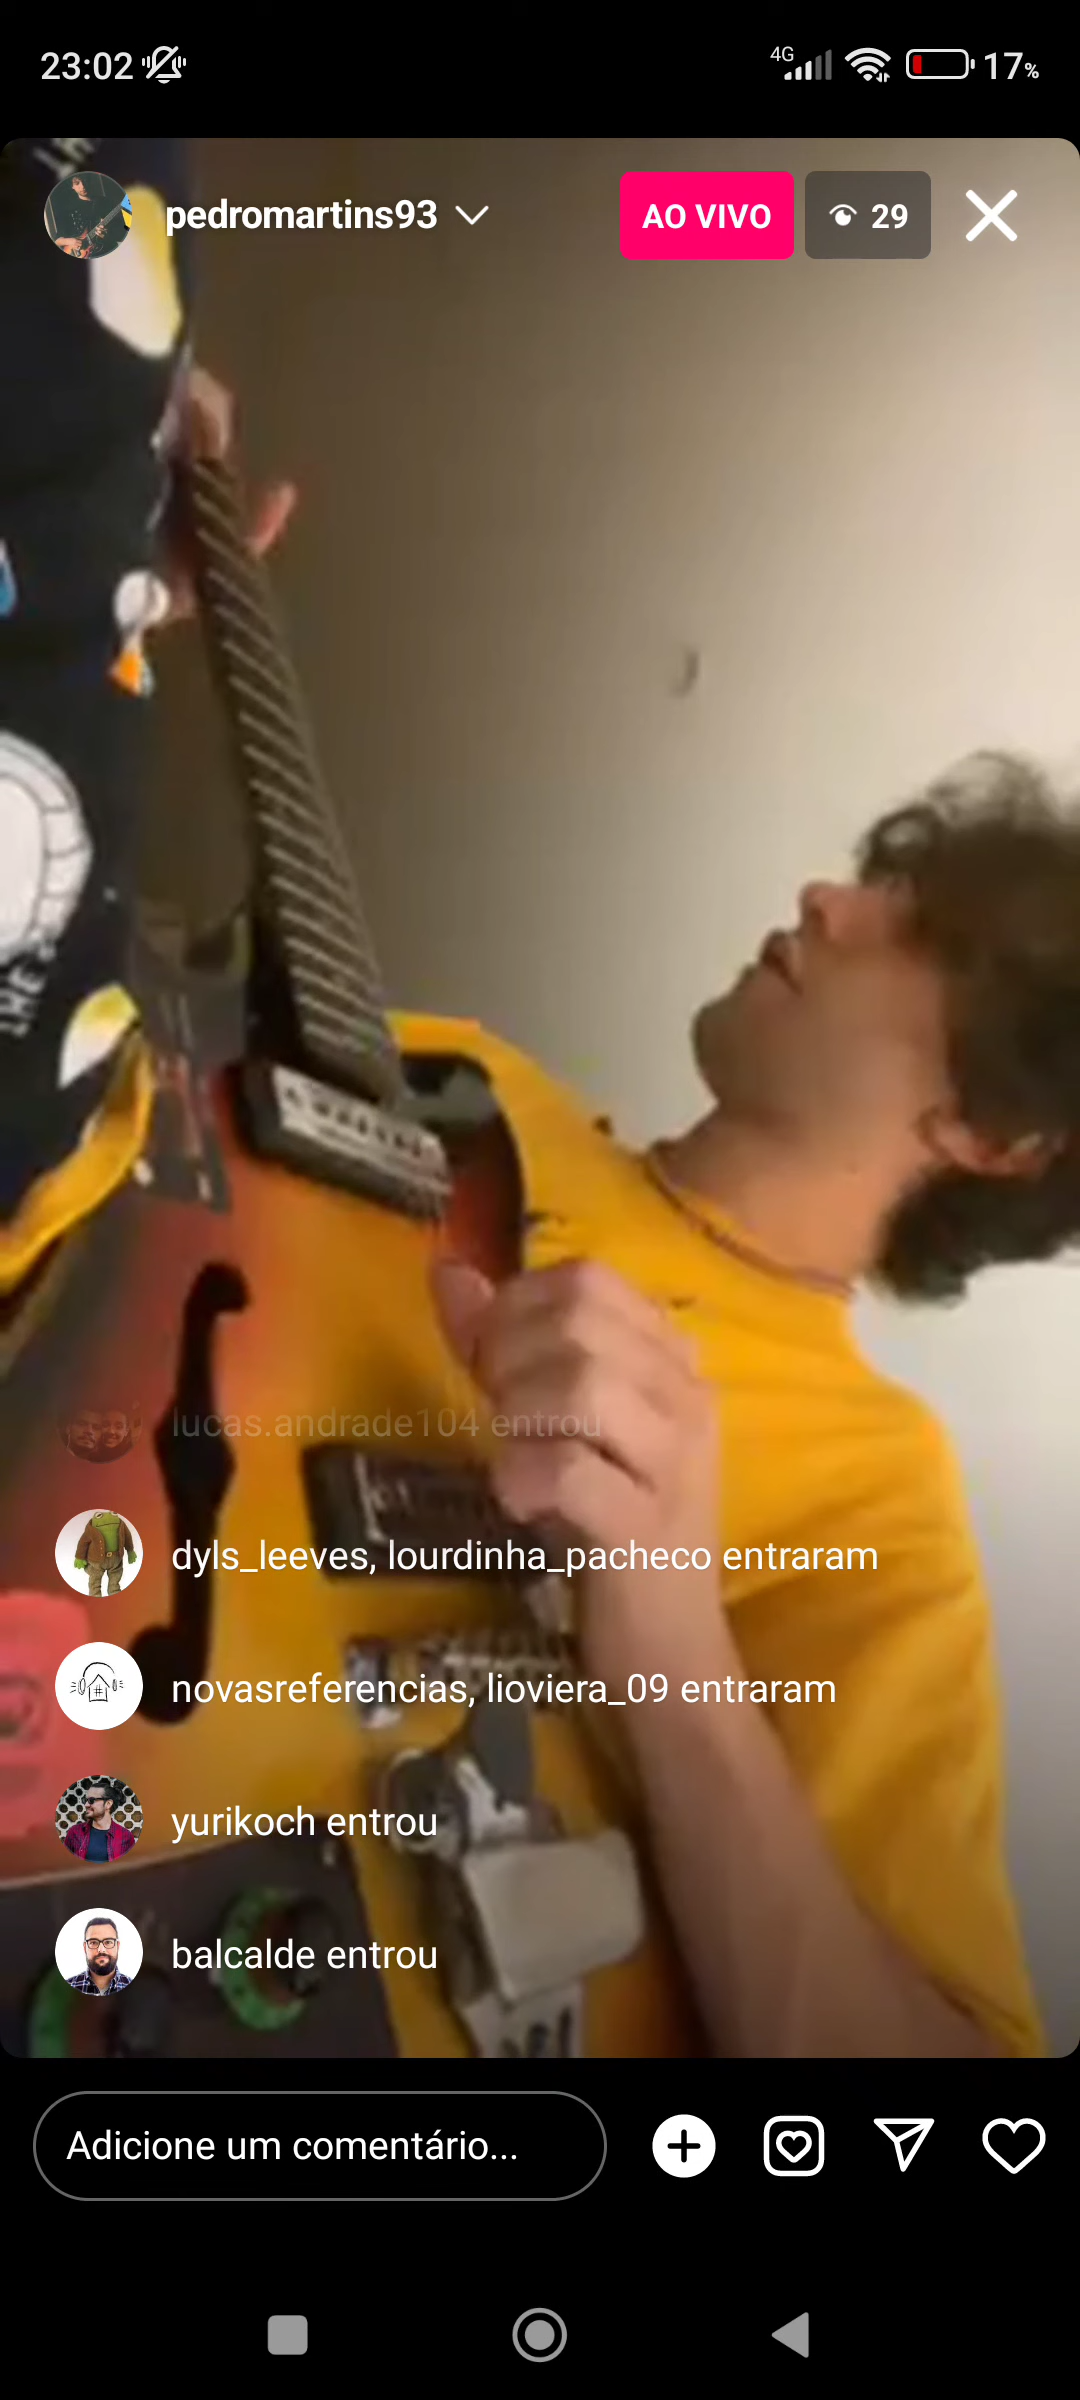 23:02 4G 17%
pedromartins93 AO VIVO 29
THE
lucas.andrade104 entrou
dyls_leeves, lourdinha_pacheco entraram
novasreferencias, lioviera_09 entraram
yurikoch entrou
balcalde entrou
Adicione um comentário...